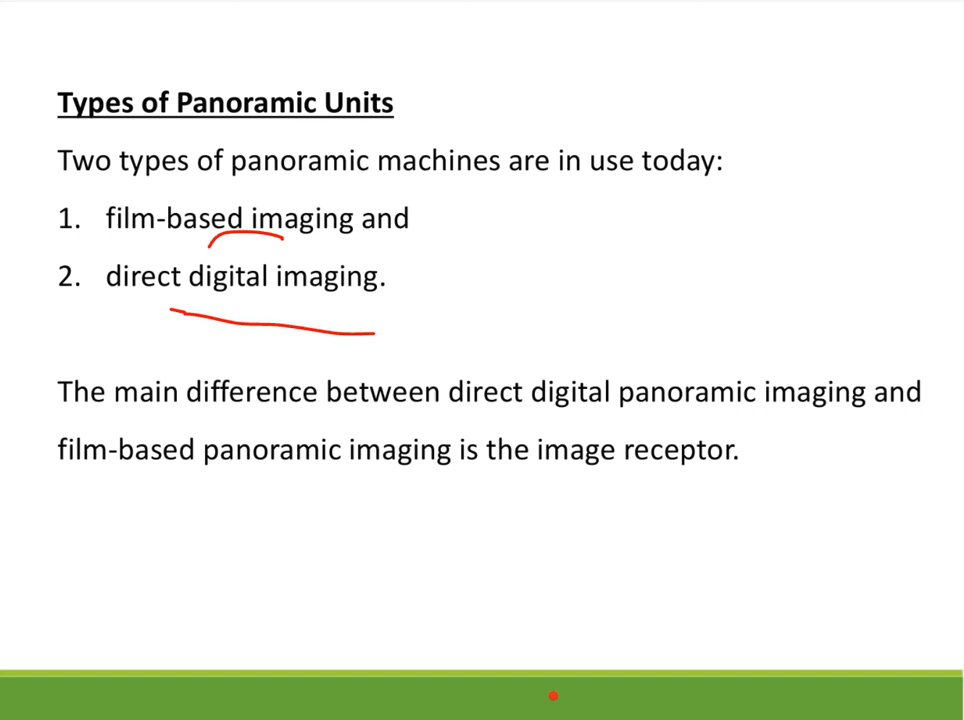 Types of Panoramic Units
Two types of panoramic machines are in use today:
1. film-based imaging and
2. direct digital imaging.
The main difference between direct digital panoramic imaging and
film-based panoramic imaging is the image receptor.